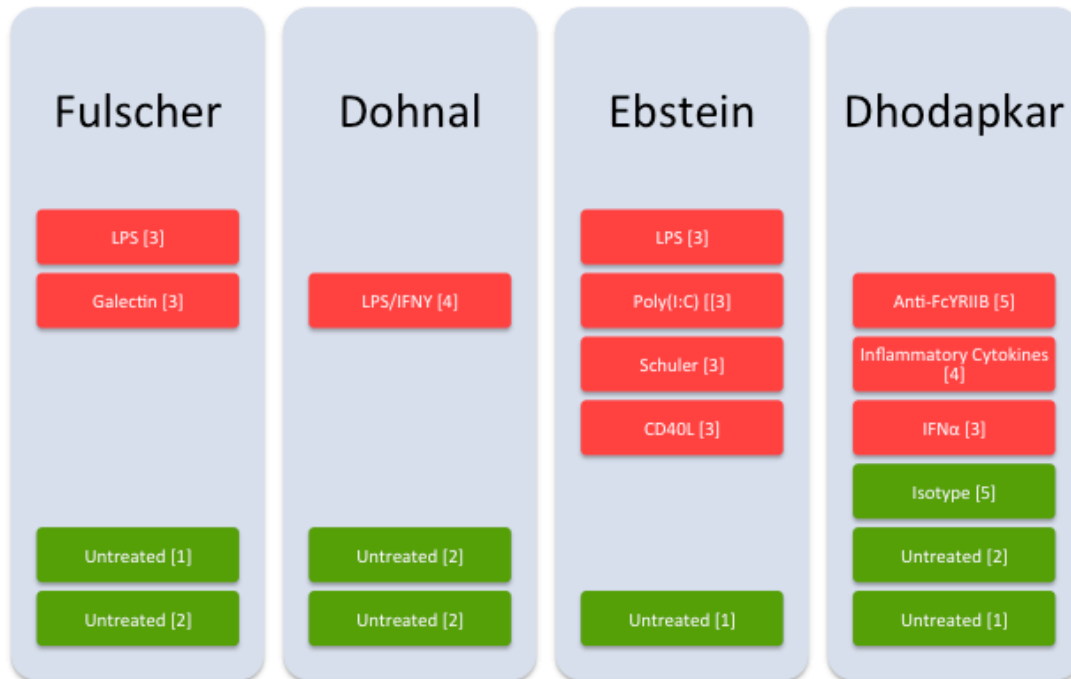 Fulscher
LPS [3]
Galectin [3]
Untreated [1]
Untreated [2]
Dohnal
LPS/IFNY [4]
Untreated [2]
Untreated [2]
Ebstein
LPS [3]
Poly(I:C) [[3]
Schuler [3]
CD40L [3]
Untreated [1]
Dhodapkar
Anti-FcYRIIB [5]
Inflammatory Cytokines
[4]
IFNα [3]
Isotype [5]
Untreated [2]
Untreated [1]